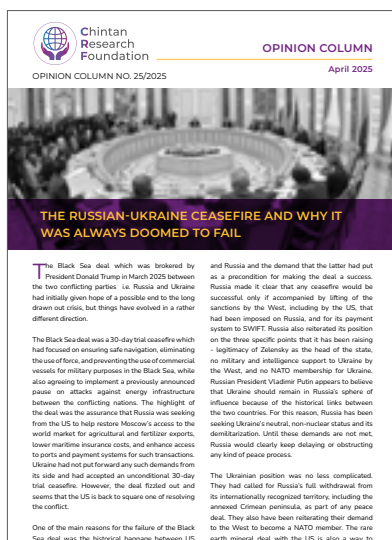 Chintan
Research
Foundation
OPINION COLUMN NO. 25/2025
OPINION COLUMN
April 2025
THE RUSSIAN-UKRAINE CEASEFIRE AND WHY IT
WAS ALWAYS DOOMED TO FAIL
The Black Sea deal which was brokered by
President Donald Trump in March 2025 between
the two conflicting parties i.e. Russia and Ukraine
had initially given hope of a possible end to the long
drawn out crisis, but things have evolved in a rather
different direction.
The Black Sea deal was a 30-day trial ceasefire which
had focused on ensuring safe navigation, eliminating
the use of force, and preventing the use of commercial
vessels for military purposes in the Black Sea, while
also agreeing to implement a previously announced
pause on attacks against energy infrastructure
between the conflicting nations. The highlight of
the deal was the assurance that Russia was seeking
from the US to help restore Moscow's access to the
world market for agricultural and fertilizer exports,
lower maritime insurance costs, and enhance access
to ports and payment systems for such transactions.
Ukraine had not put forward any such demands from
its side and had accepted an unconditional 30-day
trial ceasefire. However, the deal fizzled out and
seems that the US is back to square one of resolving
the conflict.
One of the main reasons for the failure of the Black
Sea deal was the historical baggage between US
and Russia and the demand that the latter had put
as a precondition for making the deal a success.
Russia made it clear that any ceasefire would be
successful only if accompanied by lifting of the
sanctions by the West, including by the US, that
had been imposed on Russia, and for its payment
system to SWIFT. Russia also reiterated its position
on the three specific points that it has been raising
- legitimacy of Zelensky as the head of the state,
no military and intelligence support to Ukraine by
the West, and no NATO membership for Ukraine.
Russian President Vladimir Putin appears to believe
that Ukraine should remain in Russia's sphere of
influence because of the historical links between
the two countries. For this reason, Russia has been
seeking Ukraine's neutral, non-nuclear status and its
demilitarization. Until these demands are not met,
Russia would clearly keep delaying or obstructing
any kind of peace process.
The Ukrainian position was no less complicated.
They had called for Russia's full withdrawal from
its internationally recognized territory, including the
annexed Crimean peninsula, as part of any peace
deal. They also have been reiterating their demand
to the West to become a NATO member. The rare
earth mineral deal with the US is also a way to